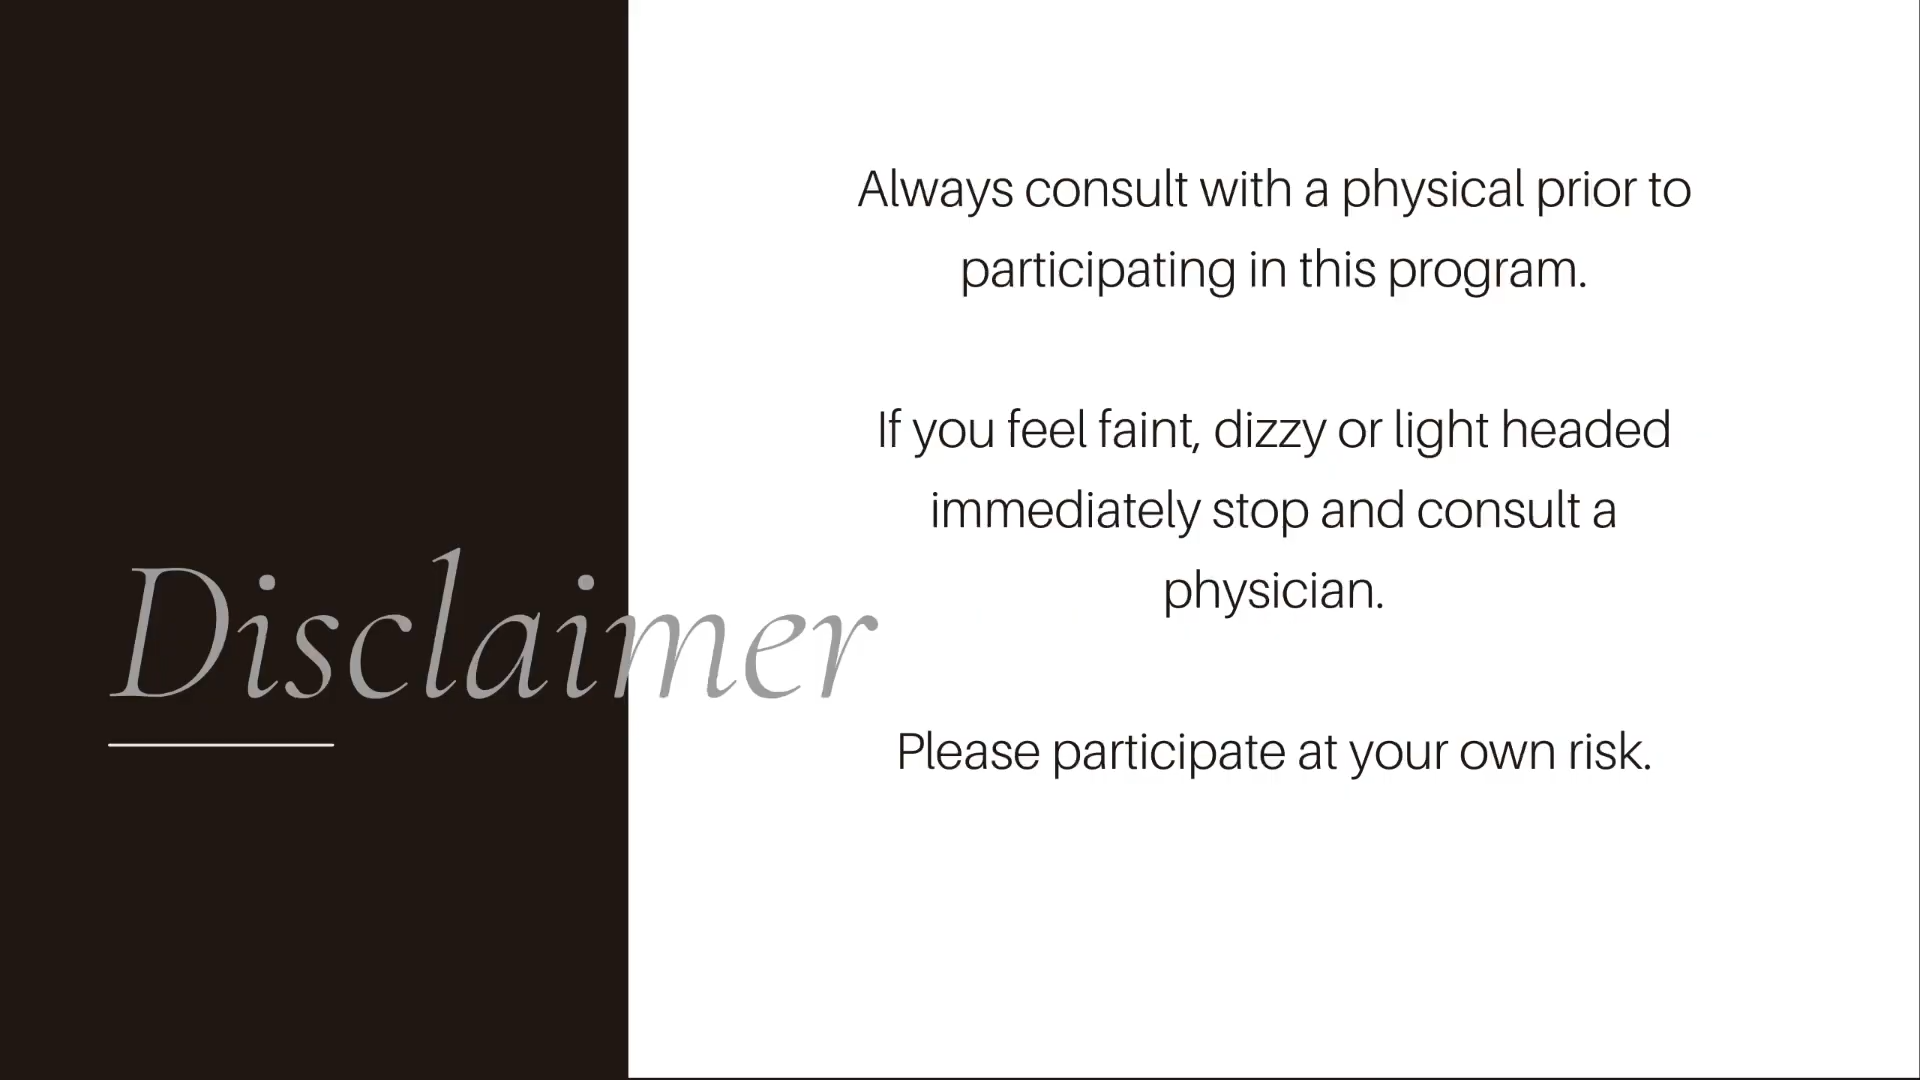 Disclaimer
Always consult with a physical prior to
participating in this program.
If you feel faint, dizzy or light headed
immediately stop and consult a
physician.
Please participate at your own risk.